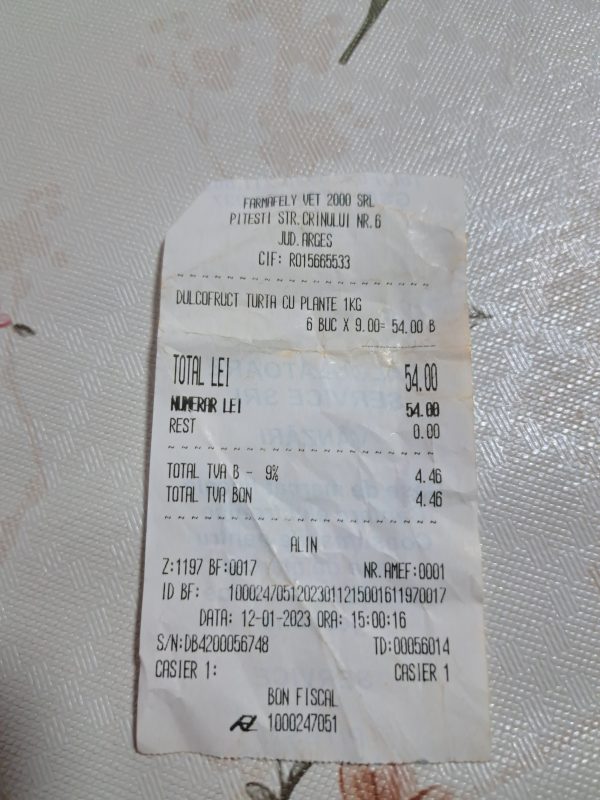 FARMAFELY VET 2000 SRL
PITESTI STR.CRINULUI NR.6
JUD.ARGES
CIF: RO15665533
DULCOFRUCT TURTA CU PLANTE 1KG
6 BUC X 9.00= 54.00 B
TOTAL LEI 54.00
NUMERAR LEI 54.00
REST 0.00
TOTAL TVA B - 9% 4.46
TOTAL TVA BON 4.46
ALIN
Z:1197 BF:0017 NR.AMEF:0001
ID BF: 10002470512023011215001611970017
DATA: 12-01-2023 ORA: 15:00:16
S/N:DB4200056748 TD:00056014
CASIER 1: CASIER 1
BON FISCAL
1000247051